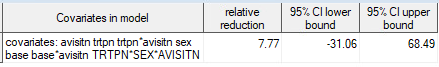 Covariates in model relative reduction 95% CI lower bound 95% CI upper bound
covariates: avisitn trtpn trtpn*avisitn sex 7.77 -31.06 68.49
base base*avisitn TRTPN*SEX*AVISITN